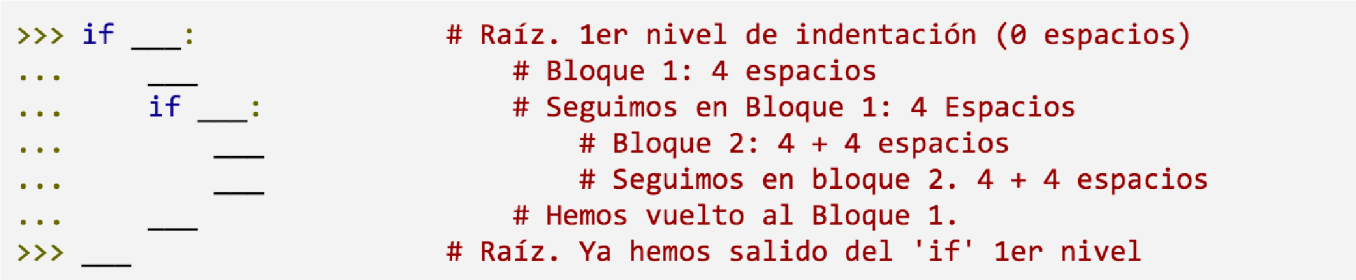 >>> if ___:               # Raíz. 1er nivel de indentación (0 espacios)
...     ___                   # Bloque 1: 4 espacios
...     if ___:               # Seguimos en Bloque 1: 4 Espacios
...         ___                   # Bloque 2: 4 + 4 espacios
...         ___                   # Seguimos en bloque 2. 4 + 4 espacios
...     ___                   # Hemos vuelto al Bloque 1.
>>> ___                   # Raíz. Ya hemos salido del 'if' 1er nivel